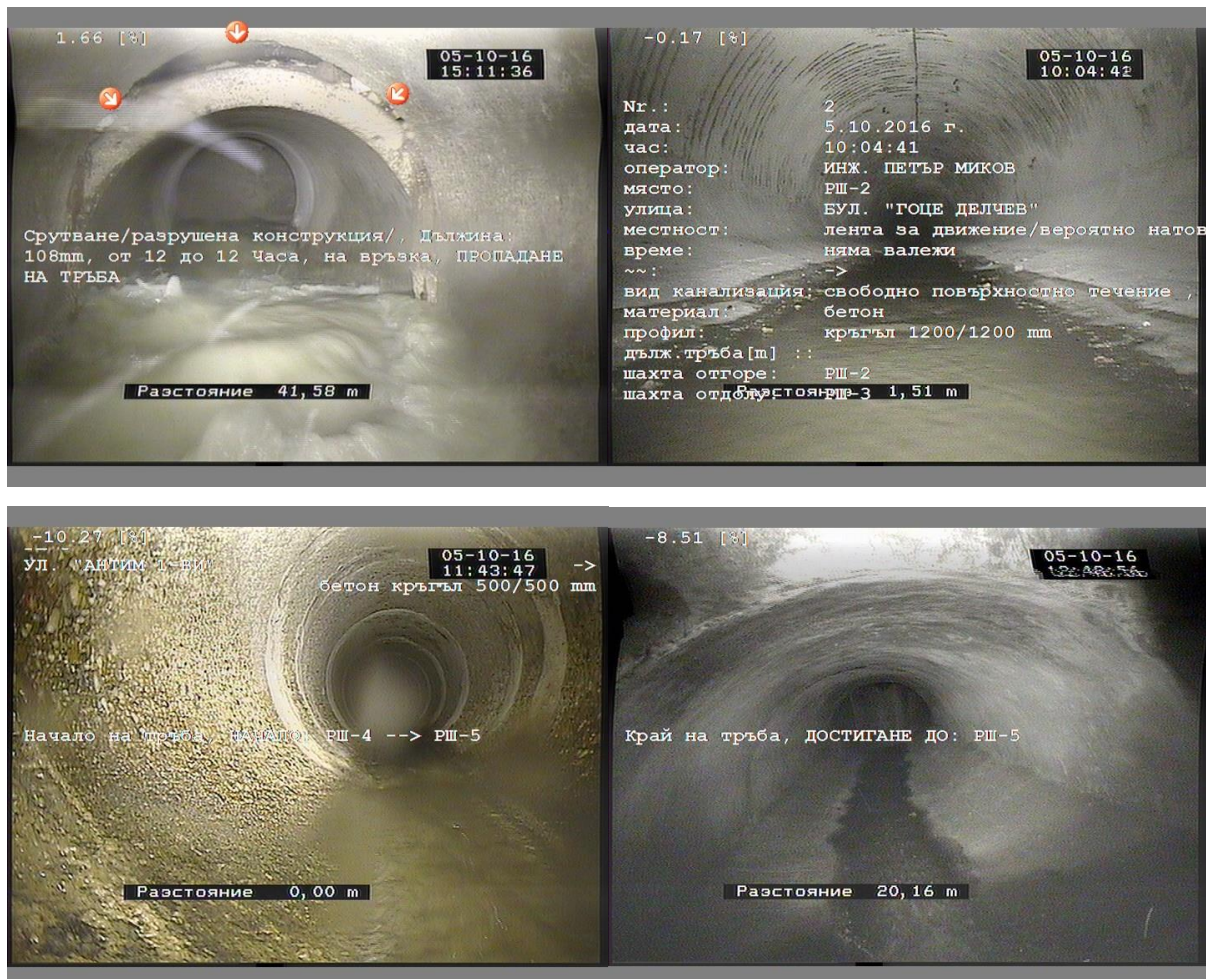 1.66 [%]
05-10-16
15:11:36
Срутване/разрушена конструкция/, Дължина:
108mm, от 12 до 12 Часа, на връзка, ПРОПАДАНЕ
НА ТРЪБА
Разстояние 41,58 m
-0.17 [%]
05-10-16
10:04:42
Nr.: 2
дата: 5.10.2016 г.
час: 10:04:41
оператор: ИНЖ. ПЕТЪР МИКОВ
място: РШ-2
улица: БУЛ. "ГОЦЕ ДЕЛЧЕВ"
местност: лента за движение/вероятно натов
време: няма валежи
~~: ->
вид канализация: свободно повърхностно течение ,
материал: бетон
профил: кръгъл 1200/1200 mm
дълж.тръба[m] ::
шахта отгоре: РШ-2
шахта отдолу: РШ-3
Разстояние 1,51 m
-10.27 [%]
УЛ. "АНТИМ 1-ВИ"
05-10-16
11:43:47
->
бетон кръгъл 500/500 mm
Начало на тръба, НАЧАЛО: РШ-4 --> РШ-5
Разстояние 0,00 m
-8.51 [%]
05-10-16
Край на тръба, ДОСТИГАНЕ ДО: РШ-5
Разстояние 20,16 m